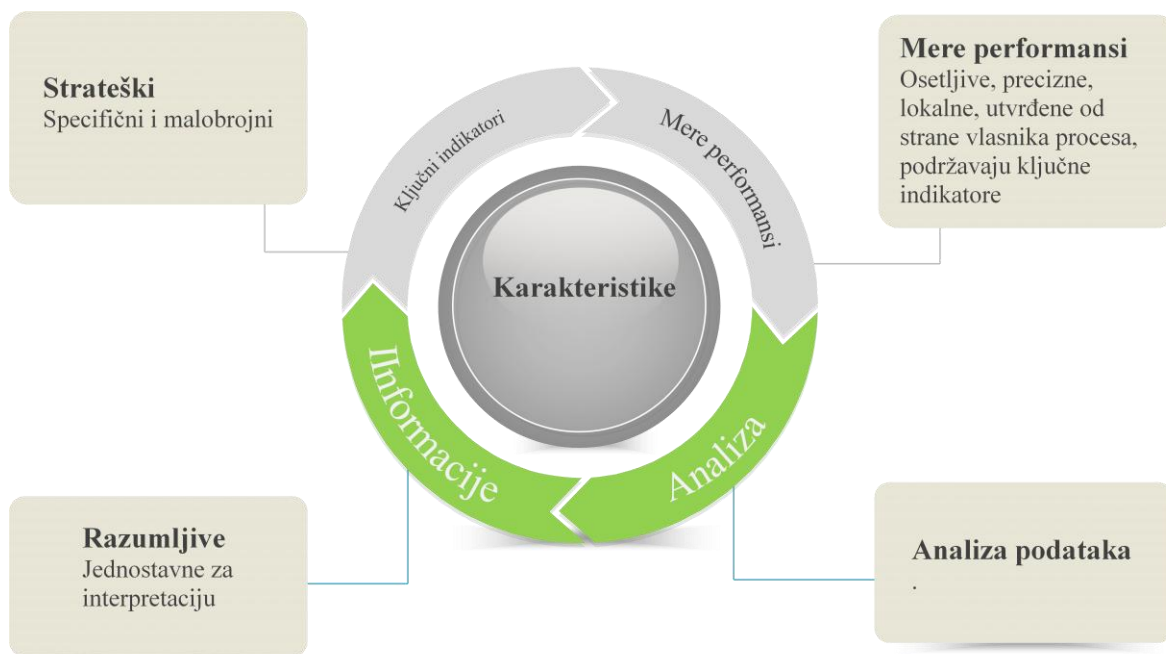 Strateški
Specifični i malobrojni
Mere performansi
Osetljive, precizne,
lokalne, utvrđene od
strane vlasnika procesa,
podržavaju ključne
indikatore
Ključni indikatori
Mere performansi
Karakteristike
IInformacije
Analiza
Razumljive
Jednostavne za
interpretaciju
Analiza podataka
.